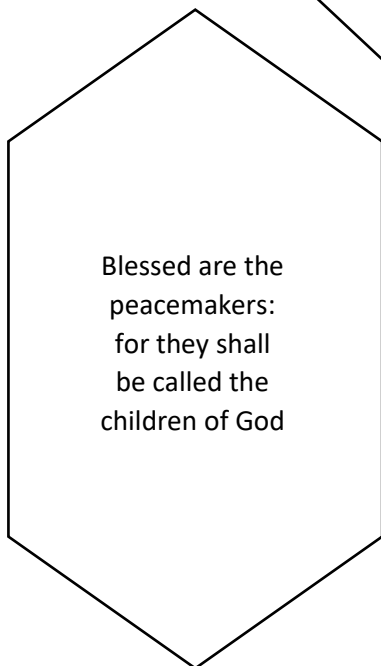 Blessed are the
peacemakers:
for they shall
be called the
children of God